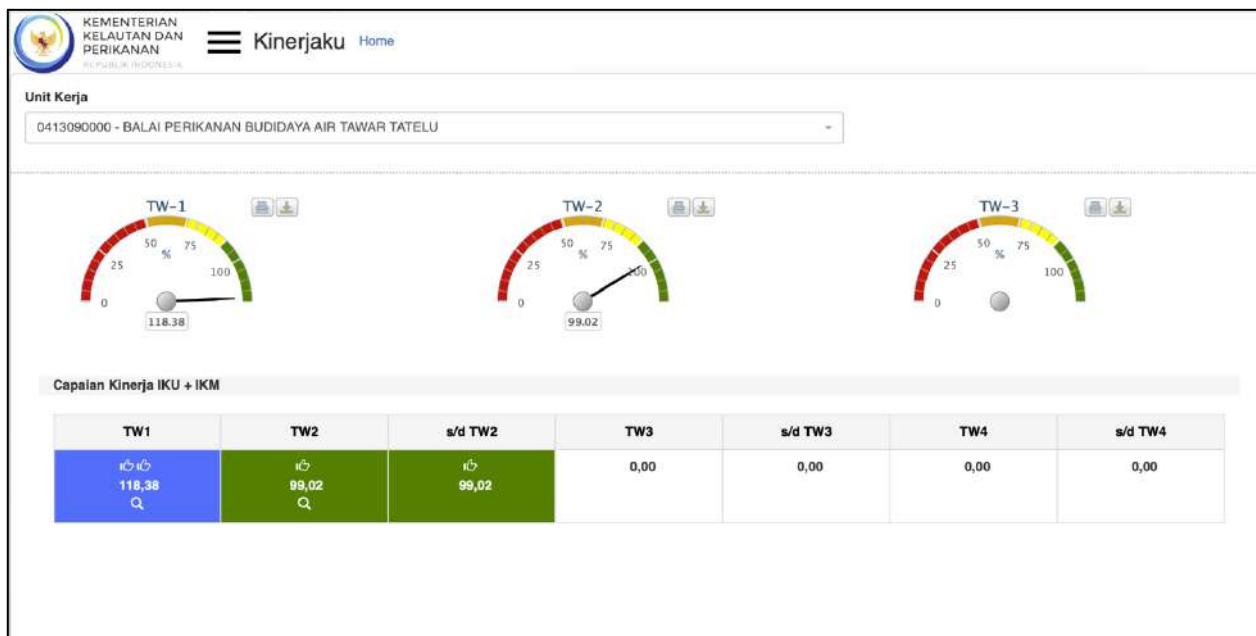 KEMENTERIAN
KELAUTAN DAN
PERIKANAN
REPUBLIK INDONESIA
Kinerjaku Home
Unit Kerja
0413090000 - BALAI PERIKANAN BUDIDAYA AIR TAWAR TATELU
TW-1
0 25 50 75 100
%
118.38
TW-2
0 25 50 75 100
%
99.02
TW-3
0 25 50 75 100
%
Capaian Kinerja IKU + IKM
TW1 TW2 s/d TW2 TW3 s/d TW3 TW4 s/d TW4
118,38 99,02 99,02 0,00 0,00 0,00 0,00